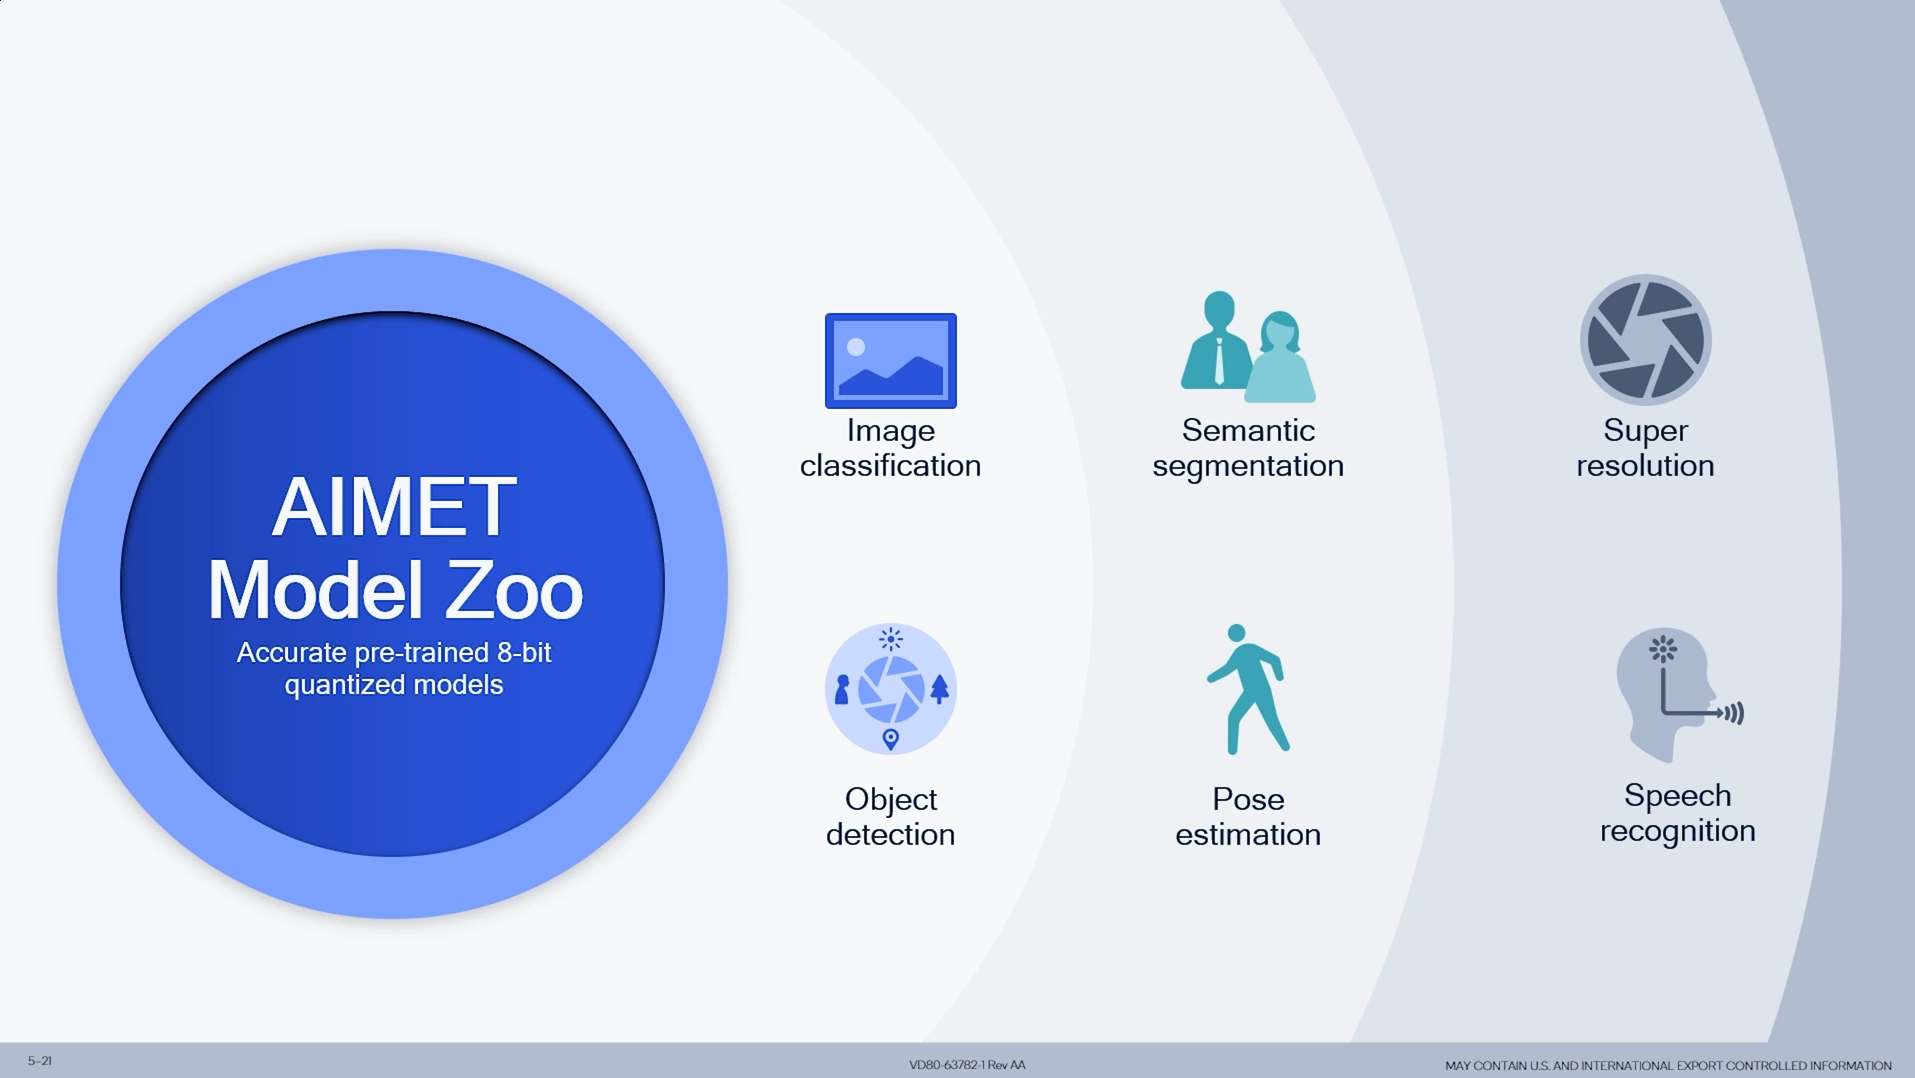 AIMET
Model Zoo
Accurate pre-trained 8-bit
quantized models
Image
classification
Semantic
segmentation
Super
resolution
Object
detection
Pose
estimation
Speech
recognition
5-21
VD80-63782-1 Rev AA
MAY CONTAIN U.S. AND INTERNATIONAL EXPORT CONTROLLED INFORMATION